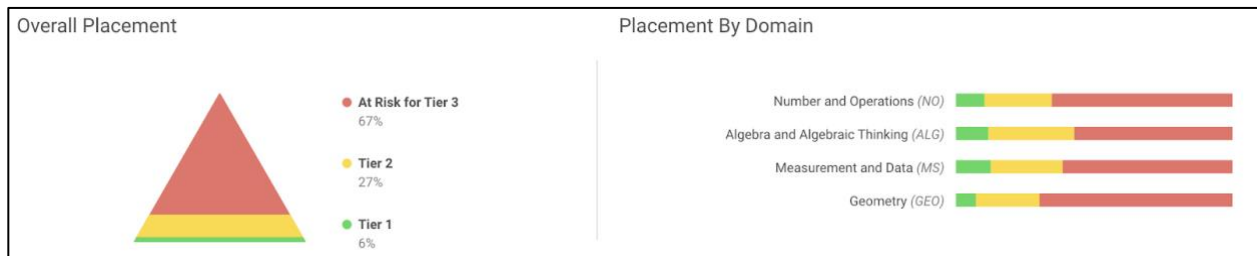 Overall Placement
At Risk for Tier 3
67%
Tier 2
27%
Tier 1
6%
Placement By Domain
Number and Operations (NO)
Algebra and Algebraic Thinking (ALG)
Measurement and Data (MS)
Geometry (GEO)